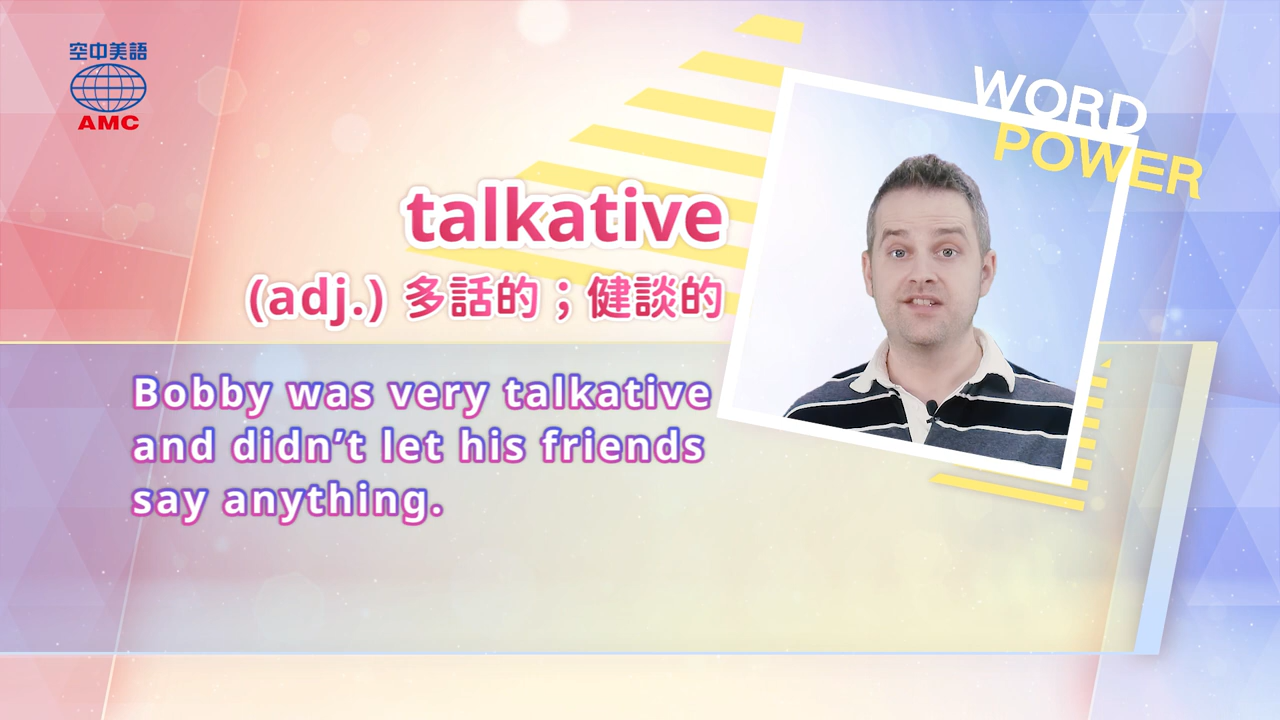 空中美語
AMC
WORD
POWER
talkative
(adj.) 多話的；健談的
Bobby was very talkative
and didn’t let his friends
say anything.